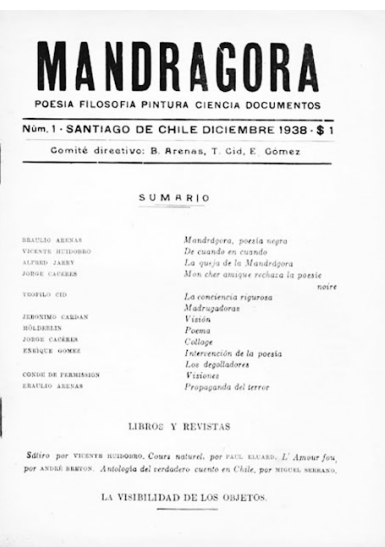 MANDRAGORA
POESIA FILOSOFIA PINTURA CIENCIA DOCUMENTOS
Núm. 1 · SANTIAGO DE CHILE DICIEMBRE 1938 · $ 1
Comité directivo: B. Arenas, T. Cid, E. Gómez
SUMARIO
BRAULIO ARENAS Mandrágora, poesía negra
VICENTE HUIDOBRO De cuando en cuando
ALFRED JARRY La queja de la Mandrágora
JORGE CACERES Mon cher amique rechaza la poesie
noire
TEOFILO CID La conciencia rigurosa
Madrugadoras
JERONIMO CARDAN Visión
HÖLDERLIN Poema
JORGE CACÈRES Collage
ENRIQUE GOMEZ Intervención de la poesía
Los degolladores
CONDE DE PERMISSION Visiones
BRAULIO ARENAS Propaganda del terror
LIBROS Y REVISTAS
Sátiro por VICENTE HUIDOBRO, Cours naturel, por PAUL ELUARD, L' Amour fou,
por ANDRÉ BRETON. Antología del verdadero cuento en Chile, por MIGUEL SERRANO.
LA VISIBILIDAD DE LOS OBJETOS.